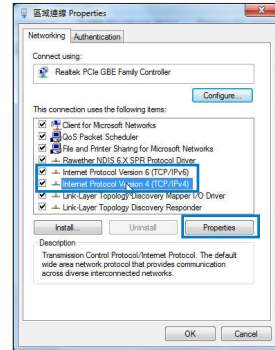 區域連線 Properties
Networking Authentication
Connect using:
Realtek PCIe GBE Family Controller
Configure...
This connection uses the following items:
Client for Microsoft Networks
QoS Packet Scheduler
File and Printer Sharing for Microsoft Networks
Rawether NDIS 6.X SPR Protocol Driver
Internet Protocol Version 6 (TCP/IPv6)
Internet Protocol Version 4 (TCP/IPv4)
Link-Layer Topology Discovery Mapper I/O Driver
Link-Layer Topology Discovery Responder
Install... Uninstall Properties
Description
Transmission Control Protocol/Internet Protocol. The default
wide area network protocol that provides communication
across diverse interconnected networks.
OK Cancel